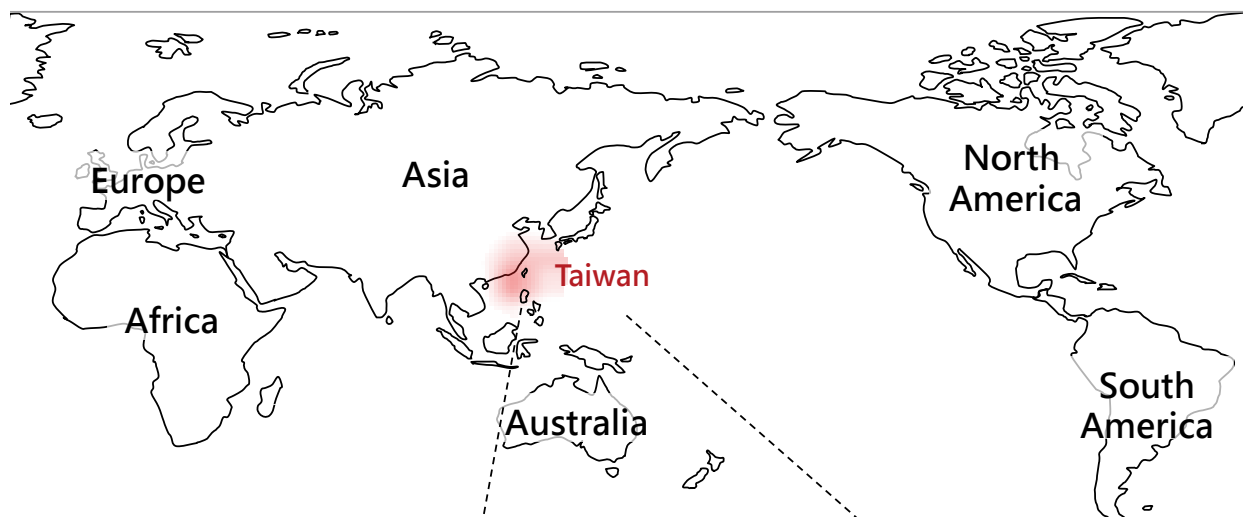 North
America
Asia
Europe
Taiwan
Africa
South
America
Australia